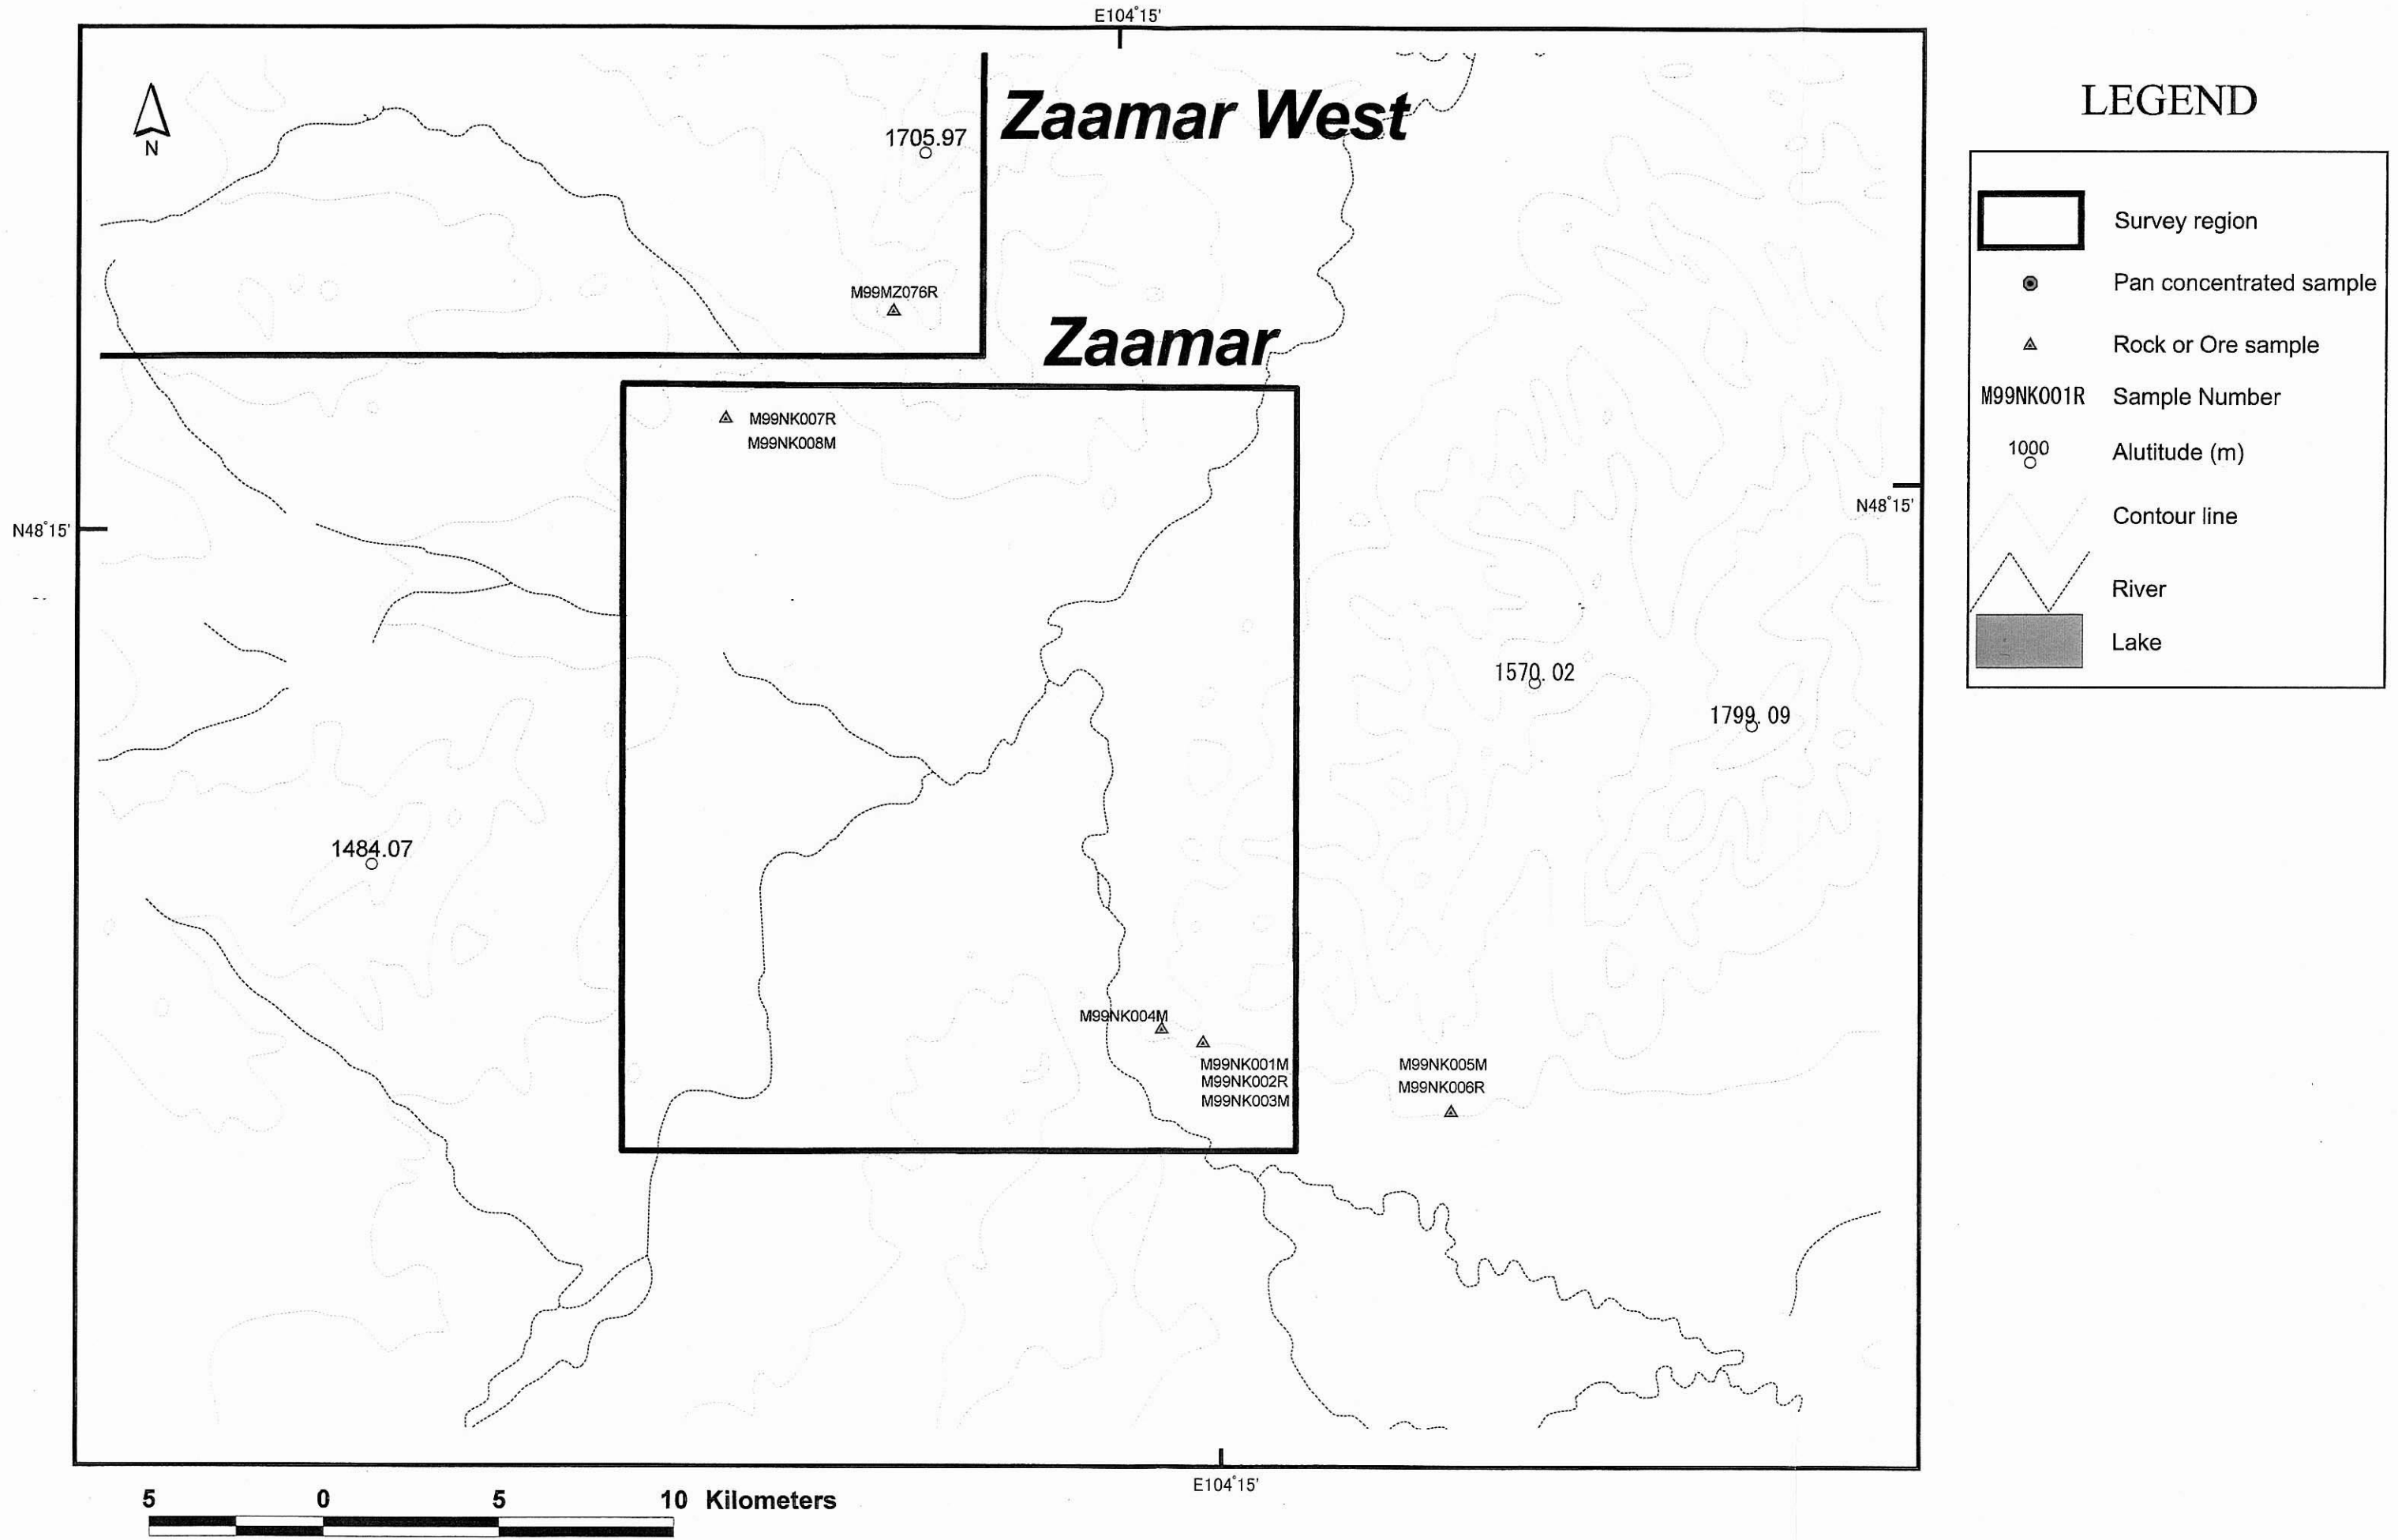 E104°15'
Zaamar West
LEGEND
N
1705.97
Survey region
M99MZ076R
Pan concentrated sample
Zaamar
Rock or Ore sample
M99NK001R Sample Number
M99NK007R
M99NK008M
1000 Alutitude (m)
N48°15'
N48°15'
Contour line
River
Lake
1570.02
1799.09
1484.07
M99NK004M
M99NK001M
M99NK002R
M99NK003M
M99NK005M
M99NK006R
E104°15'
5 0 5 10 Kilometers